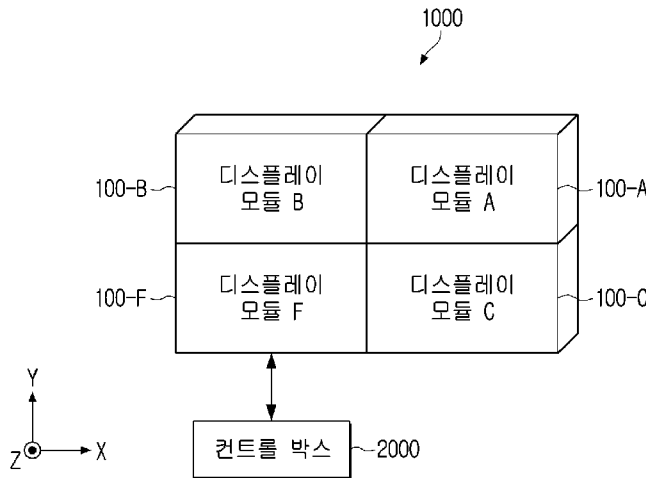 1000
디스플레이
모듈 B
디스플레이
모듈 A
100-B
100-A
디스플레이
모듈 F
디스플레이
모듈 C
100-F
100-C
Y
Z
X
컨트롤 박스
2000